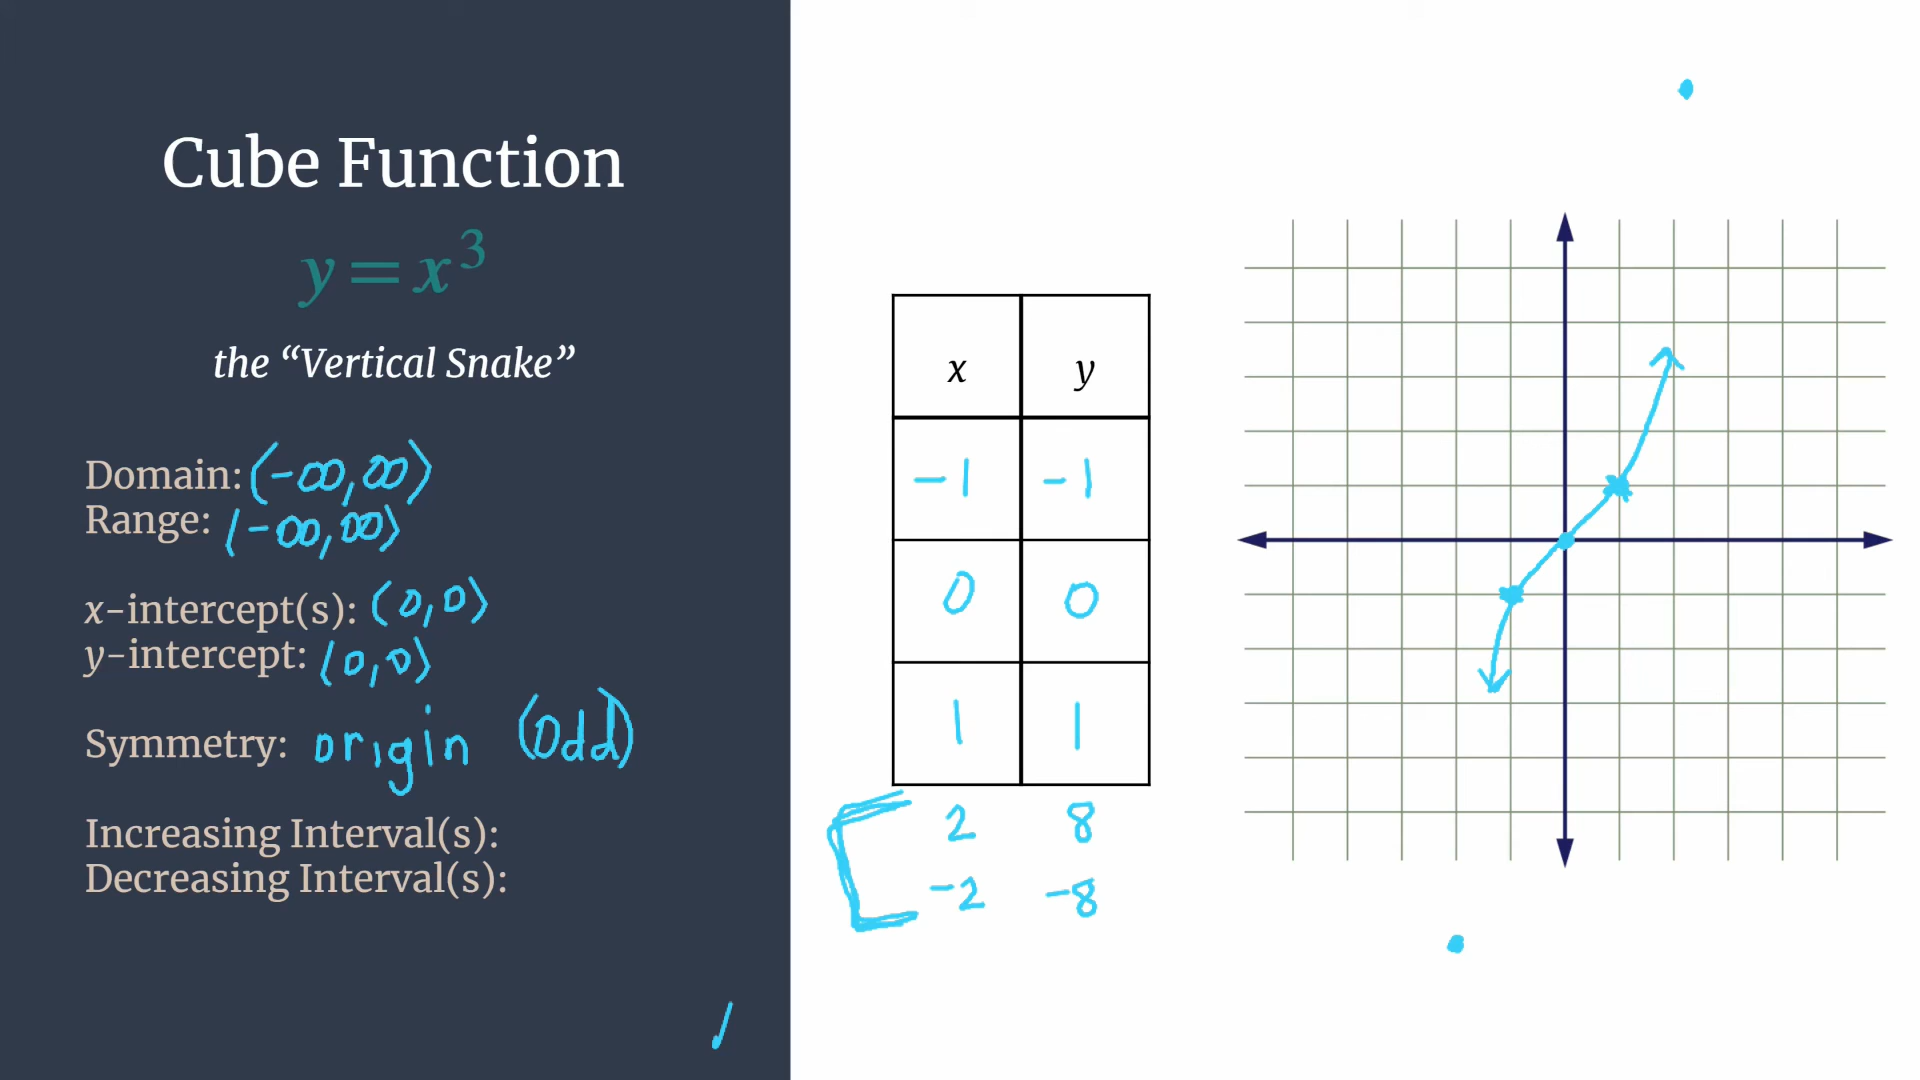 Cube Function
y = x³
the “Vertical Snake”
Domain: (-∞, ∞)
Range: (-∞, ∞)
x-intercept(s): (0, 0)
y-intercept: (0, 0)
Symmetry: origin (Odd)
Increasing Interval(s):
Decreasing Interval(s):
x y
-1 -1
0 0
1 1
2 8
-2 -8